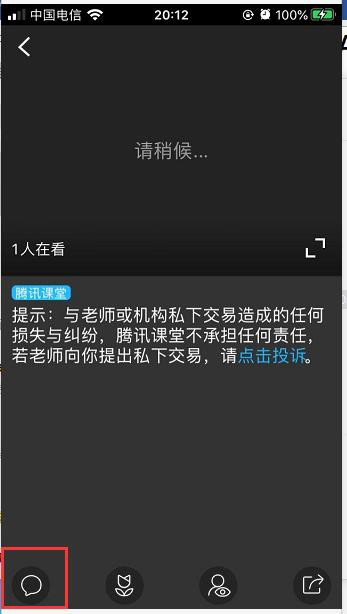 中国电信 20:12 100%
请稍候...
1人在看
腾讯课堂
提示：与老师或机构私下交易造成的任何
损失与纠纷，腾讯课堂不承担任何责任，
若老师向你提出私下交易，请点击投诉。